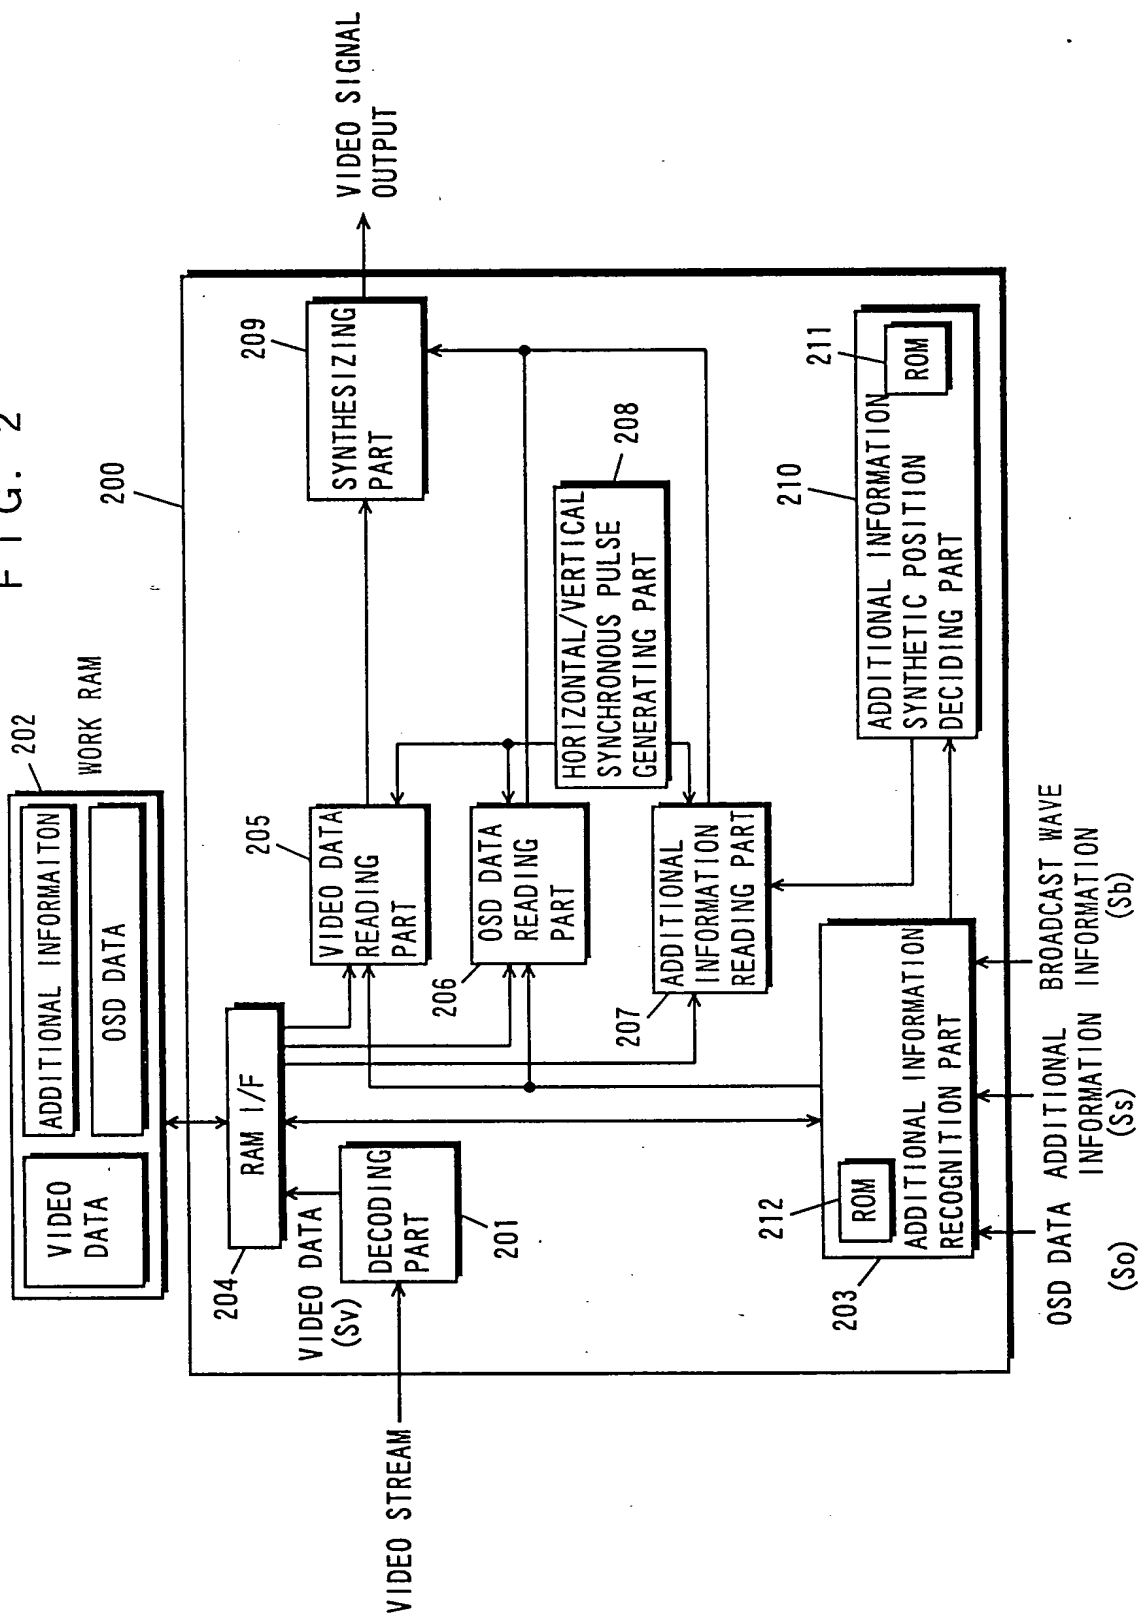 FIG. 2
202
WORK RAM
VIDEO
DATA
ADDITIONAL INFORMAITON
OSD DATA
200
204
RAM I/F
VIDEO DATA
(Sv)
VIDEO STREAM
DECODING
PART
201
205
VIDEO DATA
READING
PART
206
OSD DATA
READING
PART
207
ADDITIONAL
INFORMATION
READING PART
HORIZONTAL/VERTICAL
SYNCHRONOUS PULSE
GENERATING PART
208
209
SYNTHESIZING
PART
VIDEO SIGNAL
OUTPUT
212
ROM
ADDITIONAL INFORMATION
RECOGNITION PART
203
210
ADDITIONAL INFORMATION
SYNTHETIC POSITION
DECIDING PART
211
ROM
OSD DATA
(So)
ADDITIONAL
INFORMATION
(Ss)
BROADCAST WAVE
INFORMATION
(Sb)